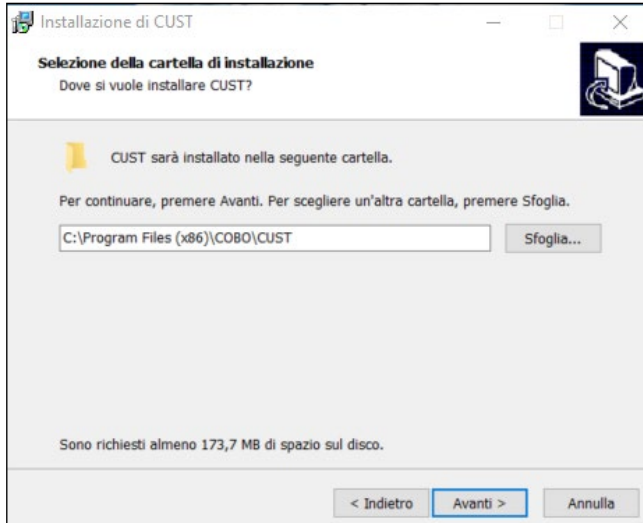 Installazione di CUST
Selezione della cartella di installazione
Dove si vuole installare CUST?
CUST sarà installato nella seguente cartella.
Per continuare, premere Avanti. Per scegliere un'altra cartella, premere Sfoglia.
C:\Program Files (x86)\COBO\CUST
Sfoglia...
Sono richiesti almeno 173,7 MB di spazio sul disco.
< Indietro
Avanti >
Annulla